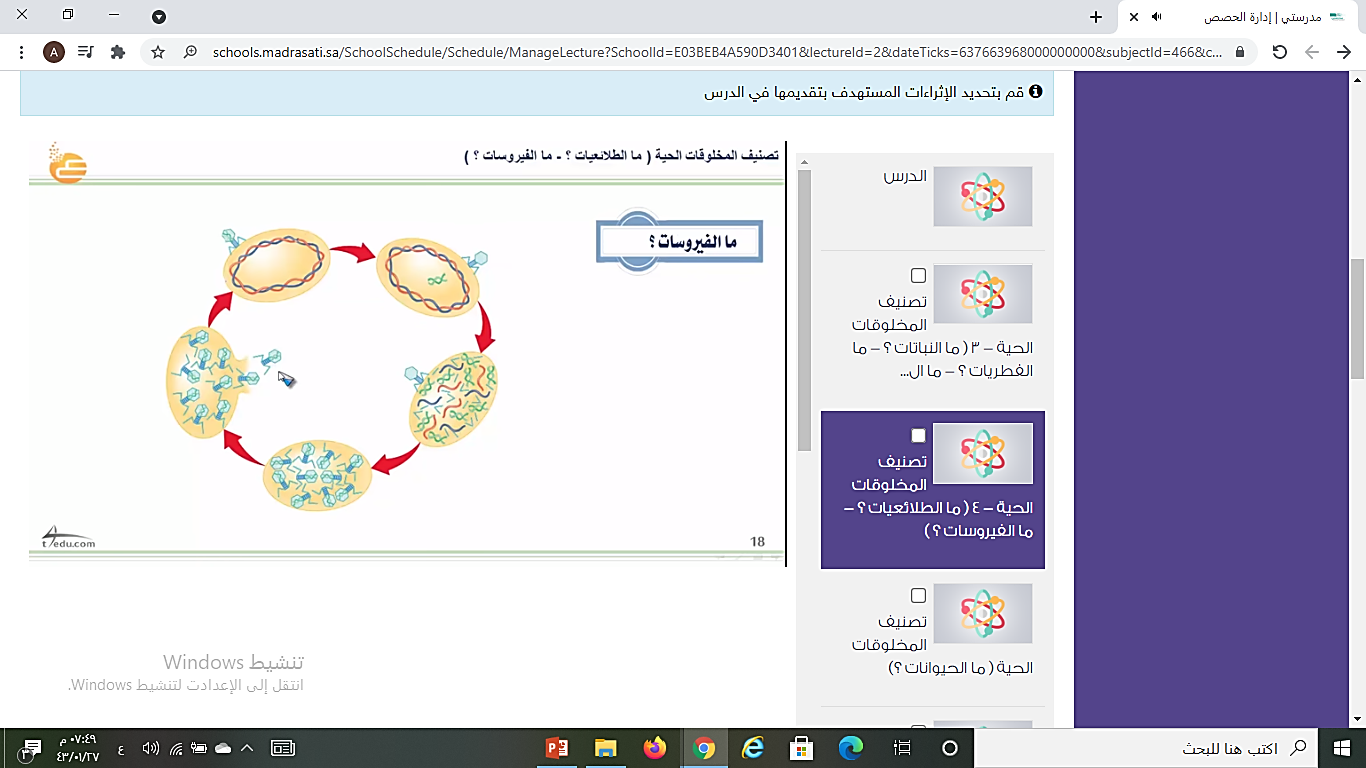 مدرستي | إدارة الحصص
schools.madrasati.sa/SchoolSchedule/Schedule/ManageLecture?SchoolId=E03BEB4A590D3401&lectureId=2&dateTicks=637663968000000000&subjectId=466&c...
A
قم بتحديد الإثراءات المستهدف بتقديمها في الدرس
تصنيف المخلوقات الحية ( ما الطلائعيات ؟ - ما الفيروسات ؟ )
ما الفيروسات ؟
t4edu.com
18
الدرس
تصنيف
المخلوقات
الحية – ٣ ( ما النباتات ؟ – ما
الفطريات ؟ – ما ال...
تصنيف
المخلوقات
الحية – ٤ ( ما الطلائعيات ؟ –
ما الفيروسات ؟ )
تصنيف
المخلوقات
الحية ( ما الحيوانات ؟)
تنشيط Windows
انتقل إلى الإعدادت لتنشيط Windows.
اكتب هنا للبحث
ع
٠٧:٤٩ م
٤٣/٠١/٢٧
٣